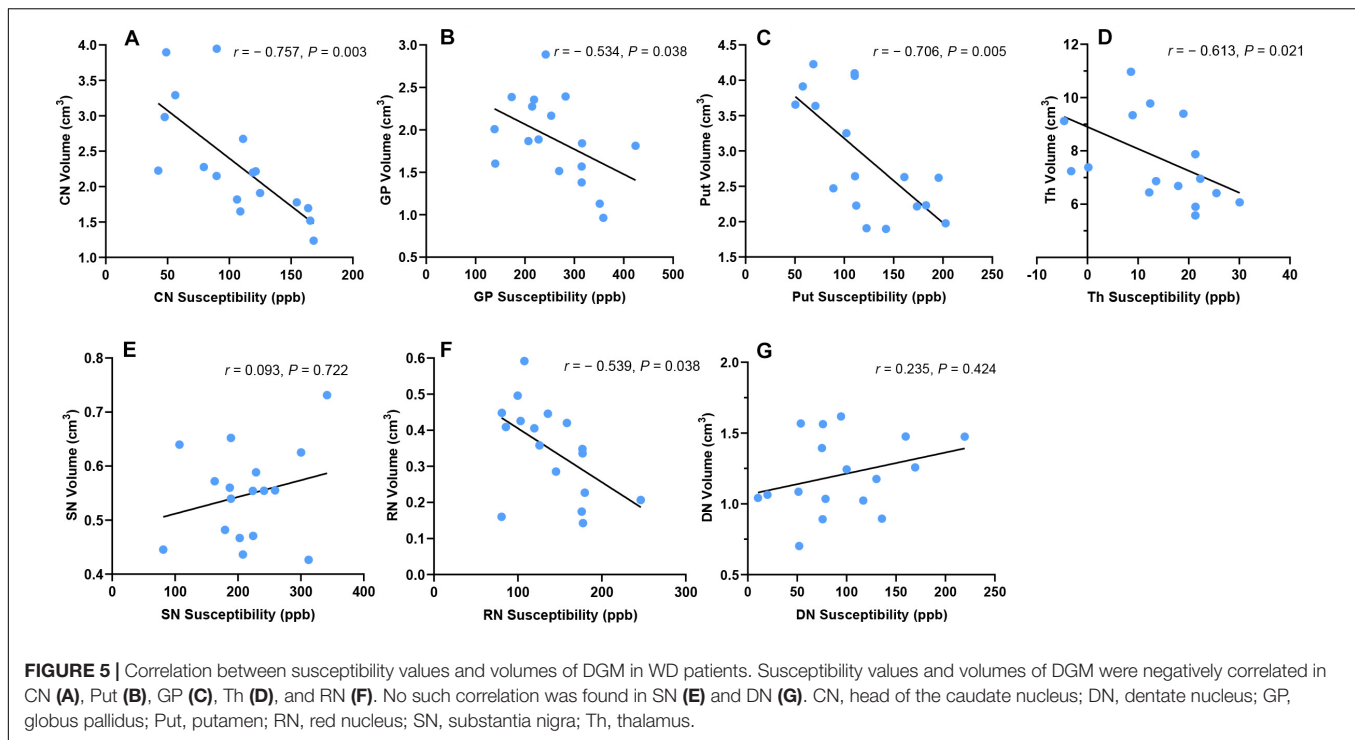 A
r = − 0.757, P = 0.003
CN Volume (cm³)
4.0
3.5
3.0
2.5
2.0
1.5
1.0
0 50 100 150 200
CN Susceptibility (ppb)
B
r = − 0.534, P = 0.038
GP Volume (cm³)
3.0
2.5
2.0
1.5
1.0
0.5
0 100 200 300 400 500
GP Susceptibility (ppb)
C
r = − 0.706, P = 0.005
Put Volume (cm³)
4.5
4.0
3.5
3.0
2.5
2.0
1.5
0 50 100 150 200 250
Put Susceptibility (ppb)
D
r = − 0.613, P = 0.021
Th Volume (cm³)
12
10
8
6
-10 0 10 20 30 40
Th Susceptibility (ppb)
E
r = 0.093, P = 0.722
SN Volume (cm³)
0.8
0.7
0.6
0.5
0.4
0 100 200 300 400
SN Susceptibility (ppb)
F
r = − 0.539, P = 0.038
RN Volume (cm³)
0.6
0.5
0.4
0.3
0.2
0.1
0.0
0 100 200 300
RN Susceptibility (ppb)
G
r = 0.235, P = 0.424
DN Volume (cm³)
2.0
1.5
1.0
0.5
0 50 100 150 200 250
DN Susceptibility (ppb)
FIGURE 5 | Correlation between susceptibility values and volumes of DGM in WD patients. Susceptibility values and volumes of DGM were negatively correlated in
CN (A), Put (B), GP (C), Th (D), and RN (F). No such correlation was found in SN (E) and DN (G). CN, head of the caudate nucleus; DN, dentate nucleus; GP,
globus pallidus; Put, putamen; RN, red nucleus; SN, substantia nigra; Th, thalamus.